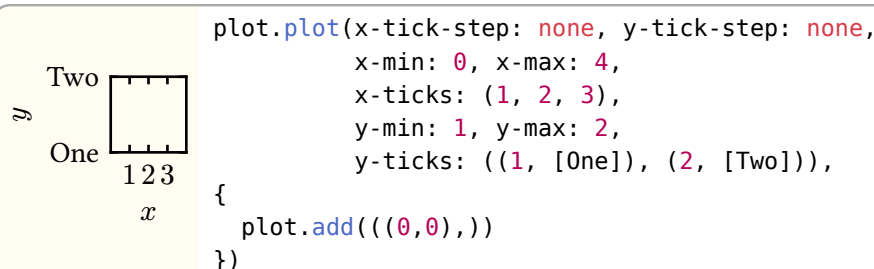 Two
y
One
1 2 3
x
plot.plot(x-tick-step: none, y-tick-step: none,
x-min: 0, x-max: 4,
x-ticks: (1, 2, 3),
y-min: 1, y-max: 2,
y-ticks: ((1, [One]), (2, [Two])),
{
plot.add(((0,0),))
})